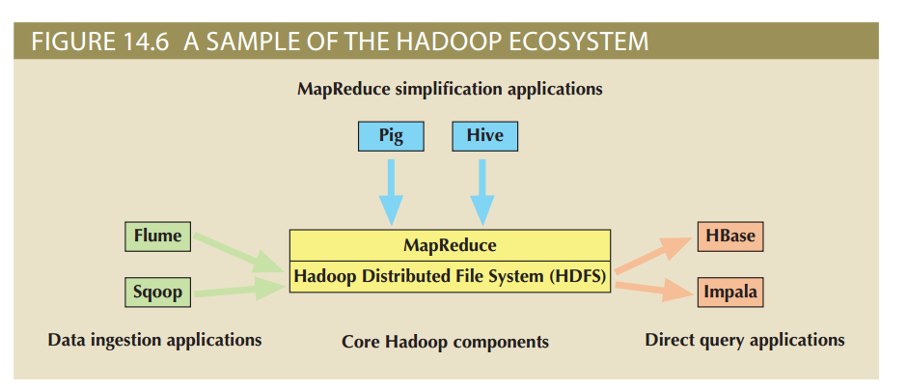 FIGURE 14.6 A SAMPLE OF THE HADOOP ECOSYSTEM
MapReduce simplification applications
Pig
Hive
Flume
Sqoop
MapReduce
Hadoop Distributed File System (HDFS)
HBase
Impala
Data ingestion applications
Core Hadoop components
Direct query applications